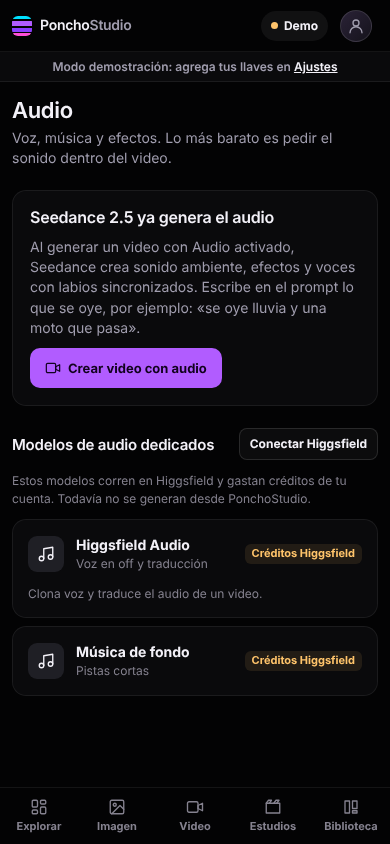 PonchoStudio
Demo
Modo demostración: agrega tus llaves en Ajustes
Audio
Voz, música y efectos. Lo más barato es pedir el
sonido dentro del video.
Seedance 2.5 ya genera el audio
Al generar un video con Audio activado,
Seedance crea sonido ambiente, efectos y voces
con labios sincronizados. Escribe en el prompt lo
que se oye, por ejemplo: «se oye lluvia y una
moto que pasa».
Crear video con audio
Modelos de audio dedicados
Conectar Higgsfield
Estos modelos corren en Higgsfield y gastan créditos de tu
cuenta. Todavía no se generan desde PonchoStudio.
Higgsfield Audio
Voz en off y traducción
Créditos Higgsfield
Clona voz y traduce el audio de un video.
Música de fondo
Pistas cortas
Créditos Higgsfield
Explorar
Imagen
Video
Estudios
Biblioteca